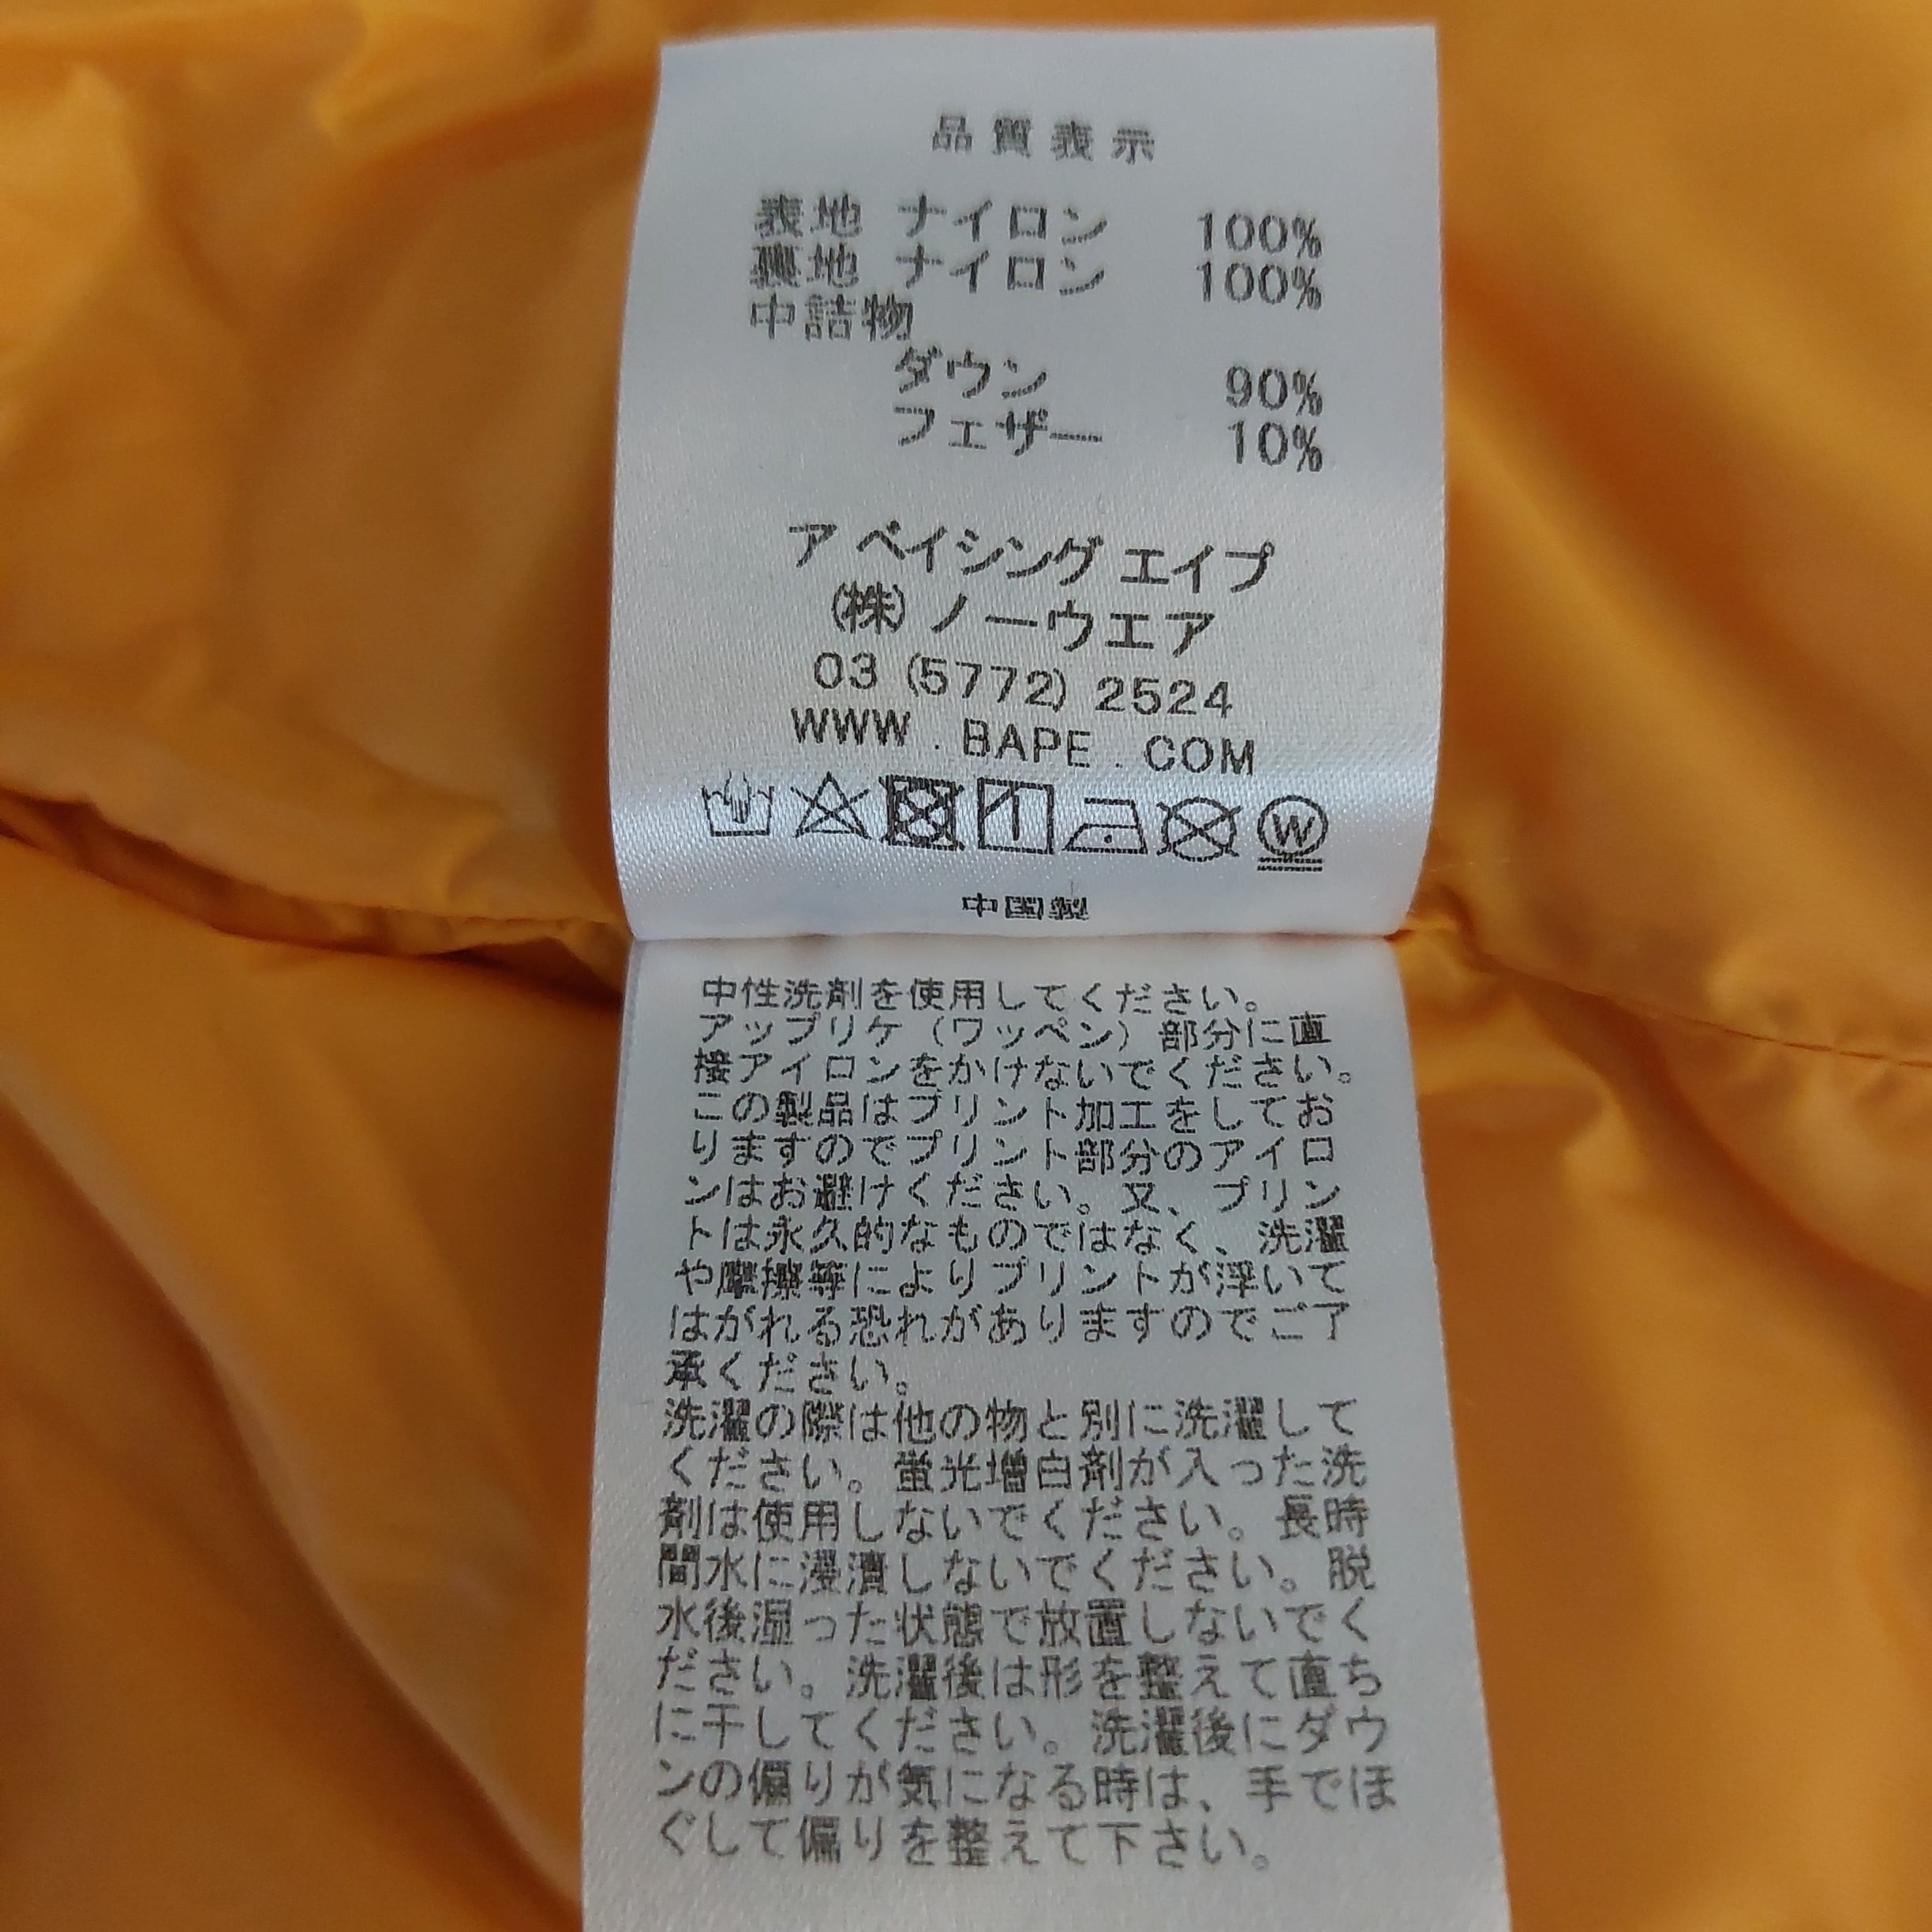 品質表示
表地 ナイロン 100%
裏地 ナイロン 100%
中詰物
ダウン 90%
フェザー 10%
ア ベイシング エイプ
(株)ノーウエア
03 (5772) 2524
WWW . BAPE . COM
W
中国製
中性洗剤を使用してください。
アップリケ（ワッペン）部分に直
接アイロンをかけないでください。
この製品はプリント加工をしてお
りますのでプリント部分のアイロ
ンはお避けください。又、プリン
トは永久的なものではなく、洗濯
や摩擦等によりプリントが浮いて
はがれる恐れがありますのでご了
承ください。
洗濯の際は他の物と別に洗濯して
ください。蛍光増白剤が入った洗
剤は使用しないでください。長時
間水に浸漬しないでください。脱
水後湿った状態で放置しないでく
ださい。洗濯後は形を整えて直ち
に干してください。洗濯後にダウ
ンの偏りが気になる時は、手でほ
ぐして偏りを整えて下さい。